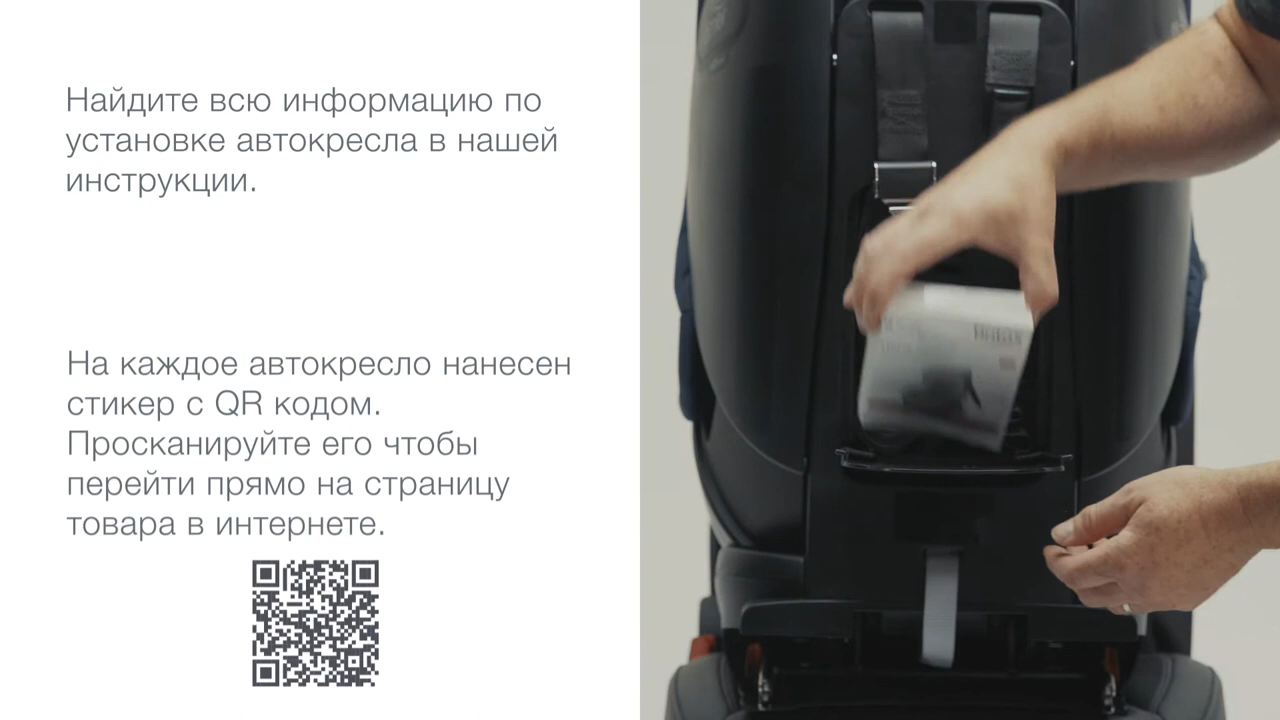 Найдите всю информацию по
установке автокресла в нашей
инструкции.
На каждое автокресло нанесен
стикер с QR кодом.
Просканируйте его чтобы
перейти прямо на страницу
товара в интернете.